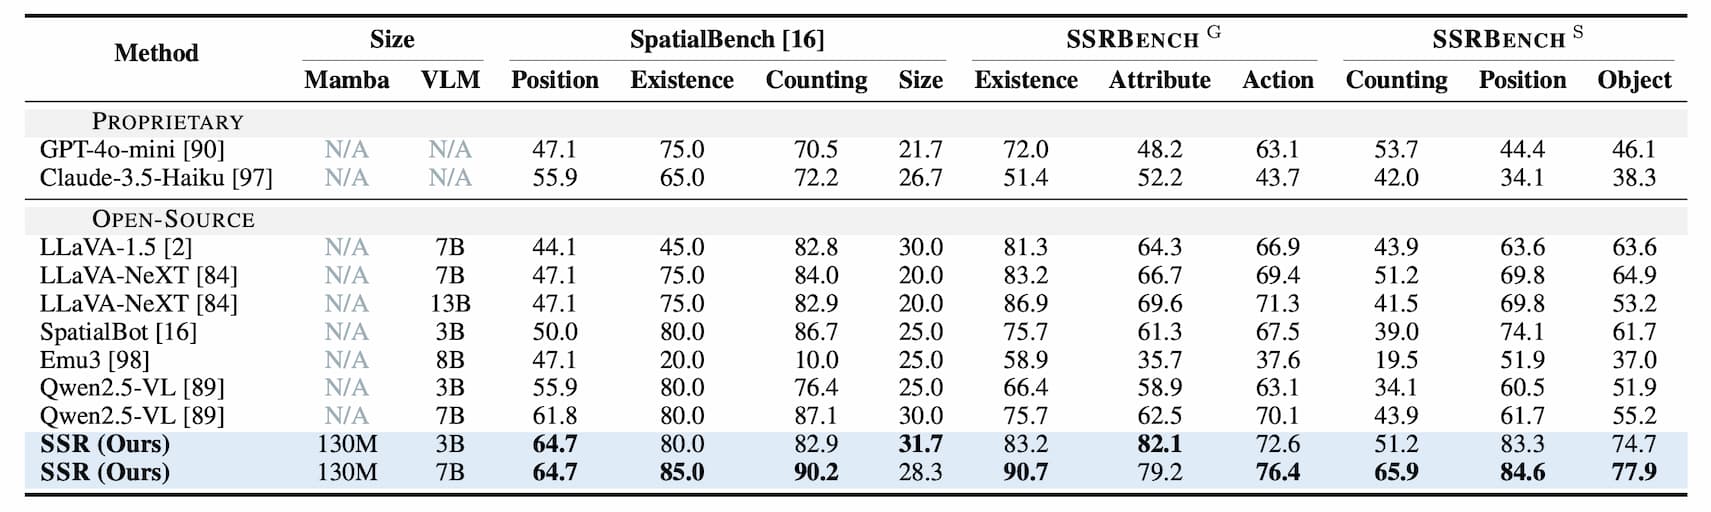 Method Size SpatialBench [16] SSRBENCH G SSRBENCH S
Mamba VLM Position Existence Counting Size Existence Attribute Action Counting Position Object
PROPRIETARY
GPT-4o-mini [90] N/A N/A 47.1 75.0 70.5 21.7 72.0 48.2 63.1 53.7 44.4 46.1
Claude-3.5-Haiku [97] N/A N/A 55.9 65.0 72.2 26.7 51.4 52.2 43.7 42.0 34.1 38.3
OPEN-SOURCE
LLaVA-1.5 [2] N/A 7B 44.1 45.0 82.8 30.0 81.3 64.3 66.9 43.9 63.6 63.6
LLaVA-NeXT [84] N/A 7B 47.1 75.0 84.0 20.0 83.2 66.7 69.4 51.2 69.8 64.9
LLaVA-NeXT [84] N/A 13B 47.1 75.0 82.9 20.0 86.9 69.6 71.3 41.5 69.8 53.2
SpatialBot [16] N/A 3B 50.0 80.0 86.7 25.0 75.7 61.3 67.5 39.0 74.1 61.7
Emu3 [98] N/A 8B 47.1 20.0 10.0 25.0 58.9 35.7 37.6 19.5 51.9 37.0
Qwen2.5-VL [89] N/A 3B 55.9 80.0 76.4 25.0 66.4 58.9 63.1 34.1 60.5 51.9
Qwen2.5-VL [89] N/A 7B 61.8 80.0 87.1 30.0 75.7 62.5 70.1 43.9 61.7 55.2
SSR (Ours) 130M 3B 64.7 80.0 82.9 31.7 83.2 82.1 72.6 51.2 83.3 74.7
SSR (Ours) 130M 7B 64.7 85.0 90.2 28.3 90.7 79.2 76.4 65.9 84.6 77.9